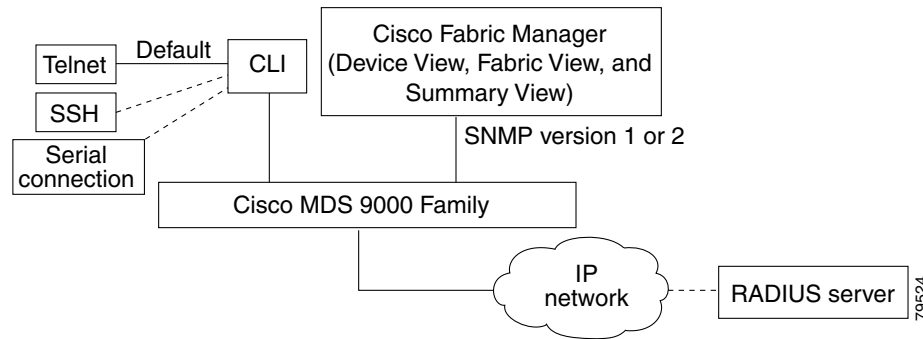 Telnet
Default
CLI
SSH
Serial
connection
Cisco Fabric Manager
(Device View, Fabric View, and
Summary View)
SNMP version 1 or 2
Cisco MDS 9000 Family
IP
network
RADIUS server
79524